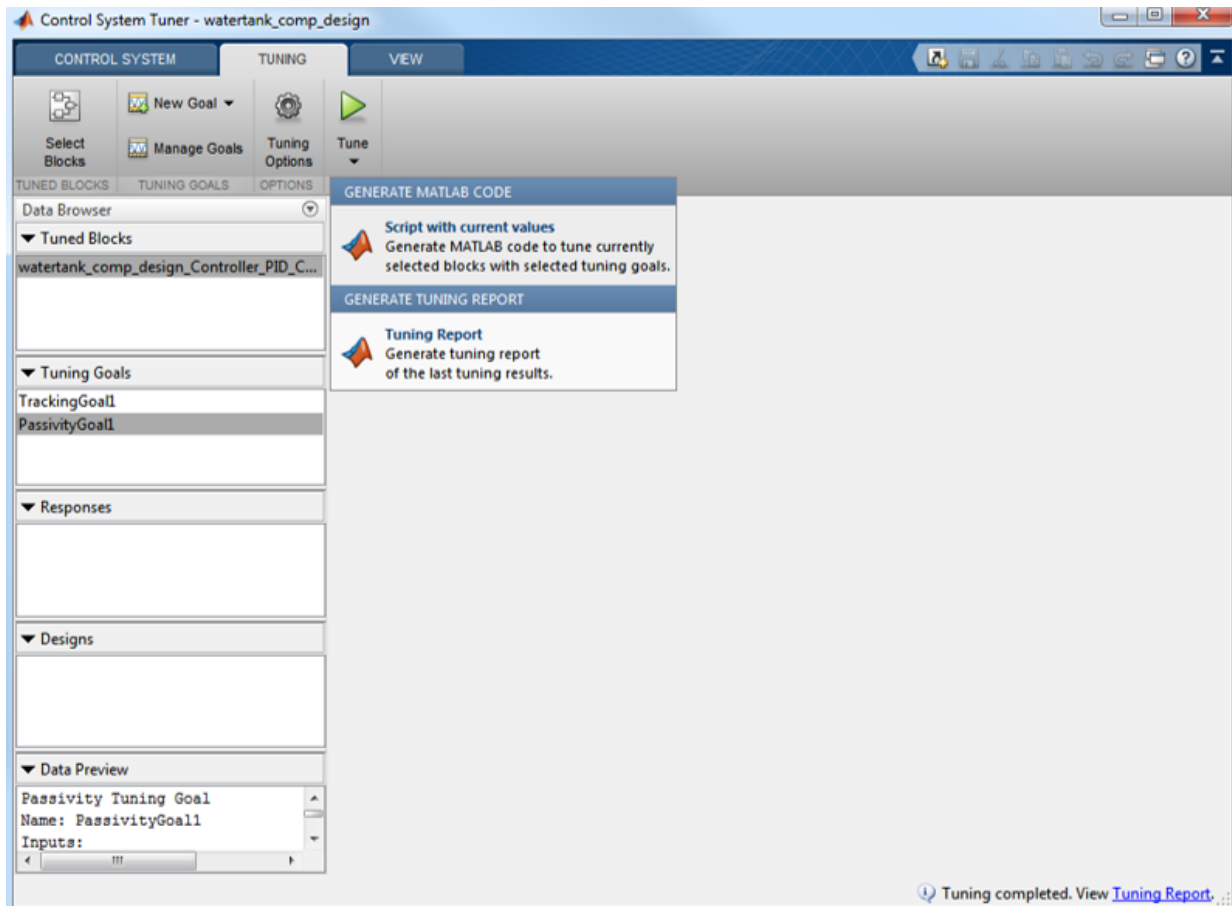 Control System Tuner - watertank_comp_design
CONTROL SYSTEM
TUNING
VIEW
Select
Blocks
New Goal
Manage Goals
Tuning
Options
Tune
TUNED BLOCKS
TUNING GOALS
OPTIONS
GENERATE MATLAB CODE
Script with current values
Generate MATLAB code to tune currently
selected blocks with selected tuning goals.
GENERATE TUNING REPORT
Tuning Report
Generate tuning report
of the last tuning results.
Data Browser
Tuned Blocks
watertank_comp_design_Controller_PID_C...
Tuning Goals
TrackingGoal1
PassivityGoal1
Responses
Designs
Data Preview
Passivity Tuning Goal
Name: PassivityGoal1
Inputs:
Tuning completed. View Tuning Report.